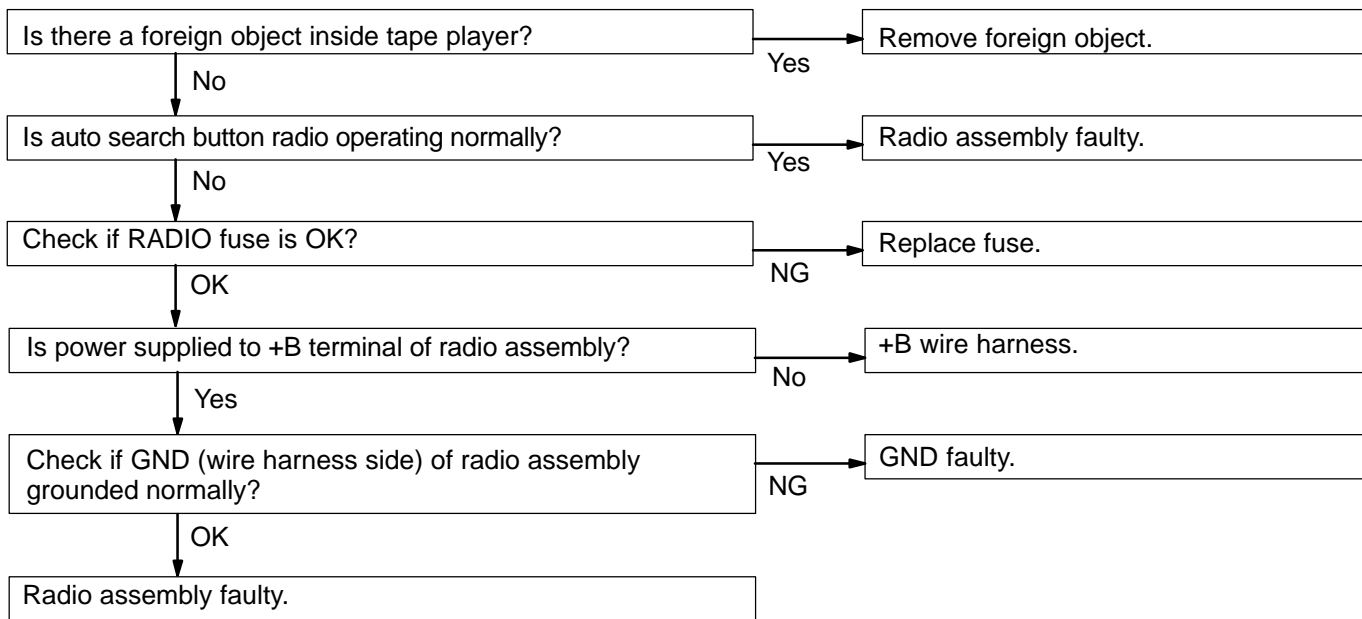 Is there a foreign object inside tape player?
Yes
Remove foreign object.
No
Is auto search button radio operating normally?
Yes
Radio assembly faulty.
No
Check if RADIO fuse is OK?
NG
Replace fuse.
OK
Is power supplied to +B terminal of radio assembly?
No
+B wire harness.
Yes
Check if GND (wire harness side) of radio assembly
grounded normally?
NG
GND faulty.
OK
Radio assembly faulty.